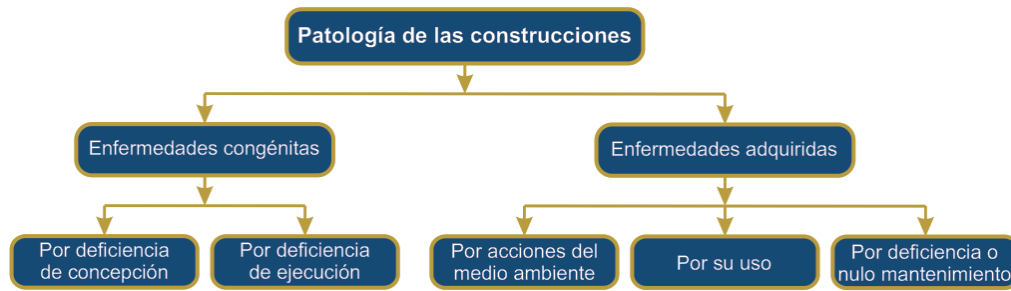 Patología de las construcciones
Enfermedades congénitas
Enfermedades adquiridas
Por deficiencia
de concepción
Por deficiencia
de ejecución
Por acciones del
medio ambiente
Por su uso
Por deficiencia o
nulo mantenimiento